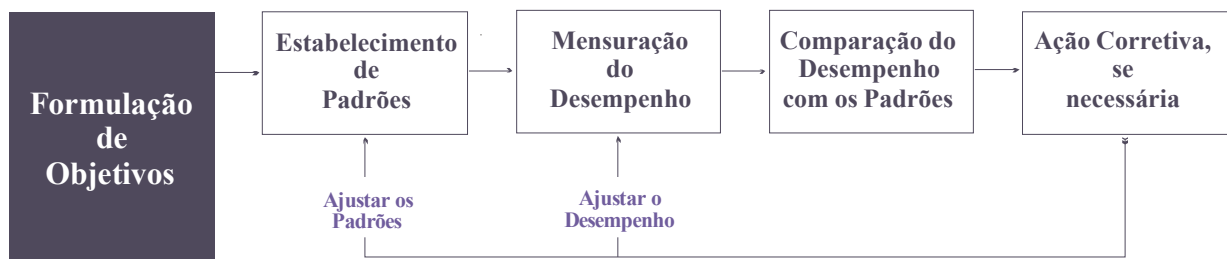 Formulação
de
Objetivos
Estabelecimento
de
Padrões
Mensuração
do
Desempenho
Comparação do
Desempenho
com os Padrões
Ação Corretiva,
se
necessária
Ajustar os
Padrões
Ajustar o
Desempenho